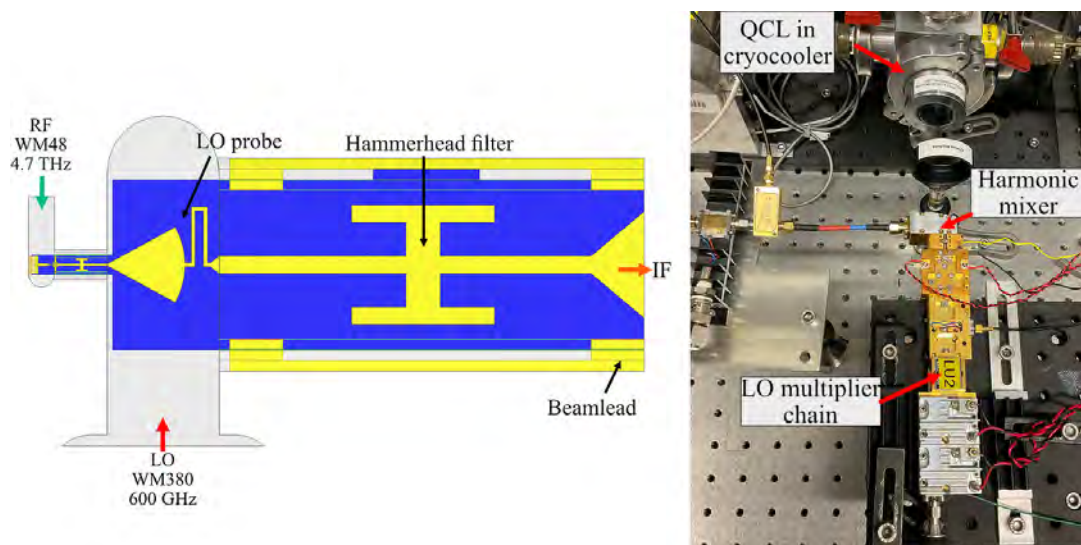 RF
WM48
4.7 THz
LO probe
Hammerhead filter
IF
Beamlead
LO
WM380
600 GHz
QCL in
cryocooler
Harmonic
mixer
LO multiplier
chain
LU2